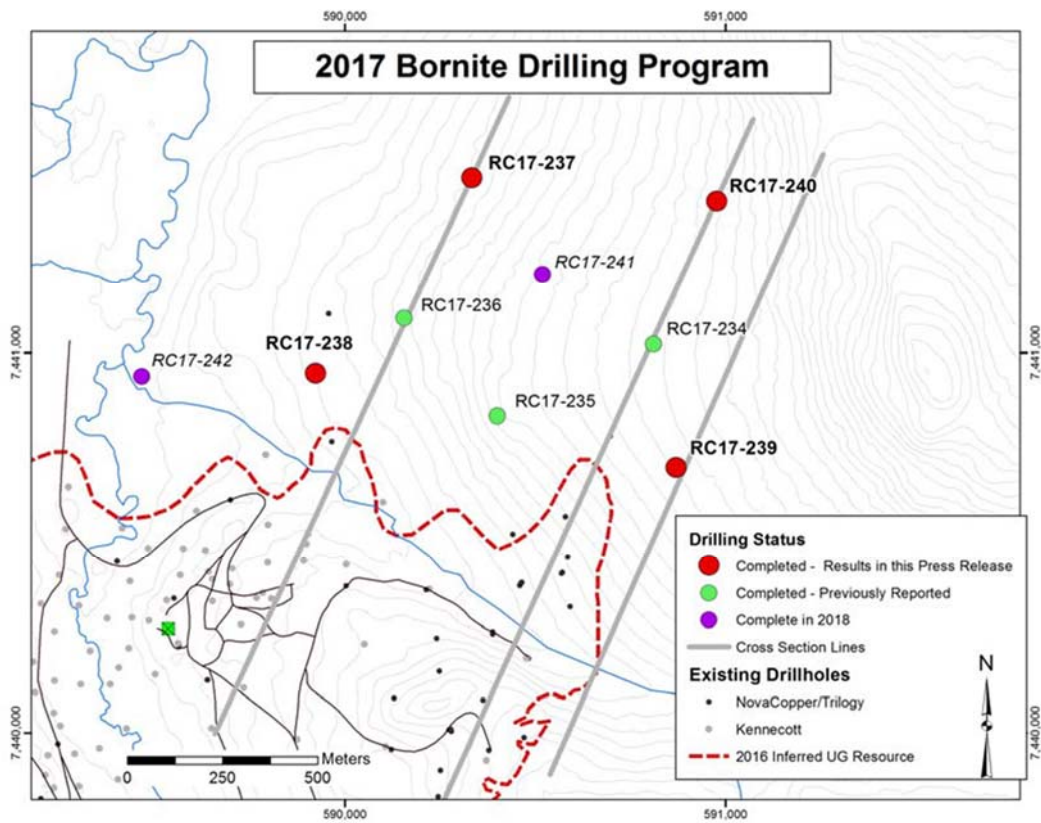 590,000
591,000
2017 Bornite Drilling Program
RC17-237
RC17-240
RC17-241
RC17-236
RC17-234
RC17-238
7,441,000
7,441,000
RC17-242
RC17-235
RC17-239
Drilling Status
Completed - Results in this Press Release
Completed - Previously Reported
Complete in 2018
Cross Section Lines
Existing Drillholes
NovaCopper/Trilogy
Kennecott
2016 Inferred UG Resource
N
7,440,000
7,440,000
Meters
0 250 500
590,000
591,000